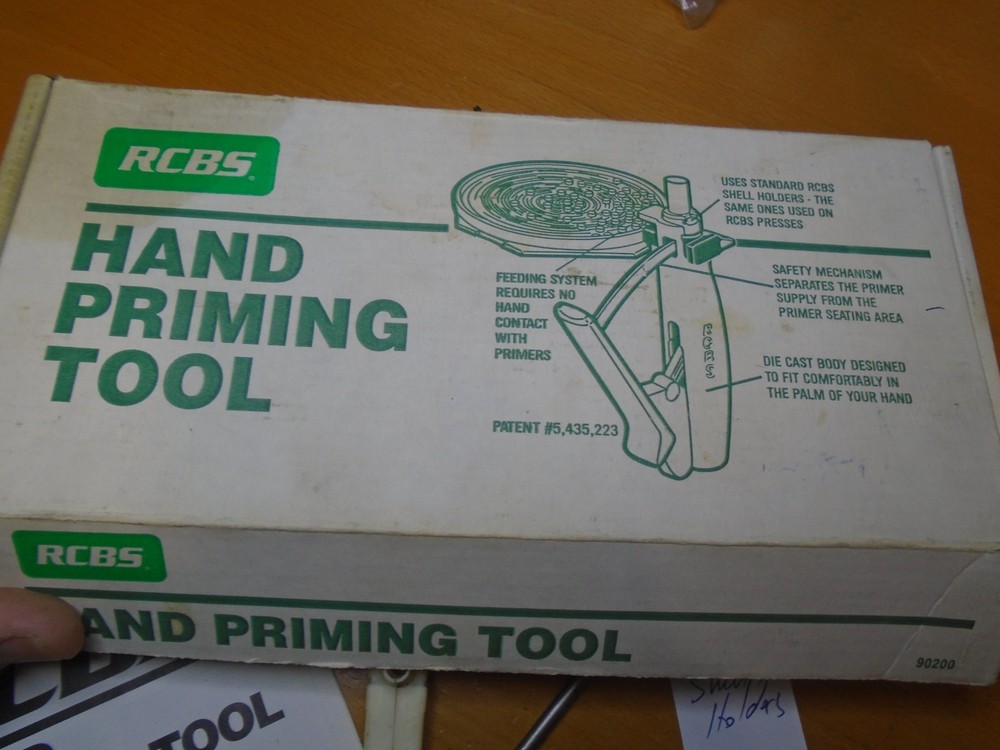 RCBS
HAND
PRIMING
TOOL
USES STANDARD RCBS
SHELL HOLDERS - THE
SAME ONES USED ON
RCBS PRESSES
FEEDING SYSTEM
REQUIRES NO
HAND
CONTACT
WITH
PRIMERS
SAFETY MECHANISM
SEPARATES THE PRIMER
SUPPLY FROM THE
PRIMER SEATING AREA
RCBS
DIE CAST BODY DESIGNED
TO FIT COMFORTABLY IN
THE PALM OF YOUR HAND
PATENT #5,435,223
RCBS
AND PRIMING TOOL
90200
TOOL
Holders